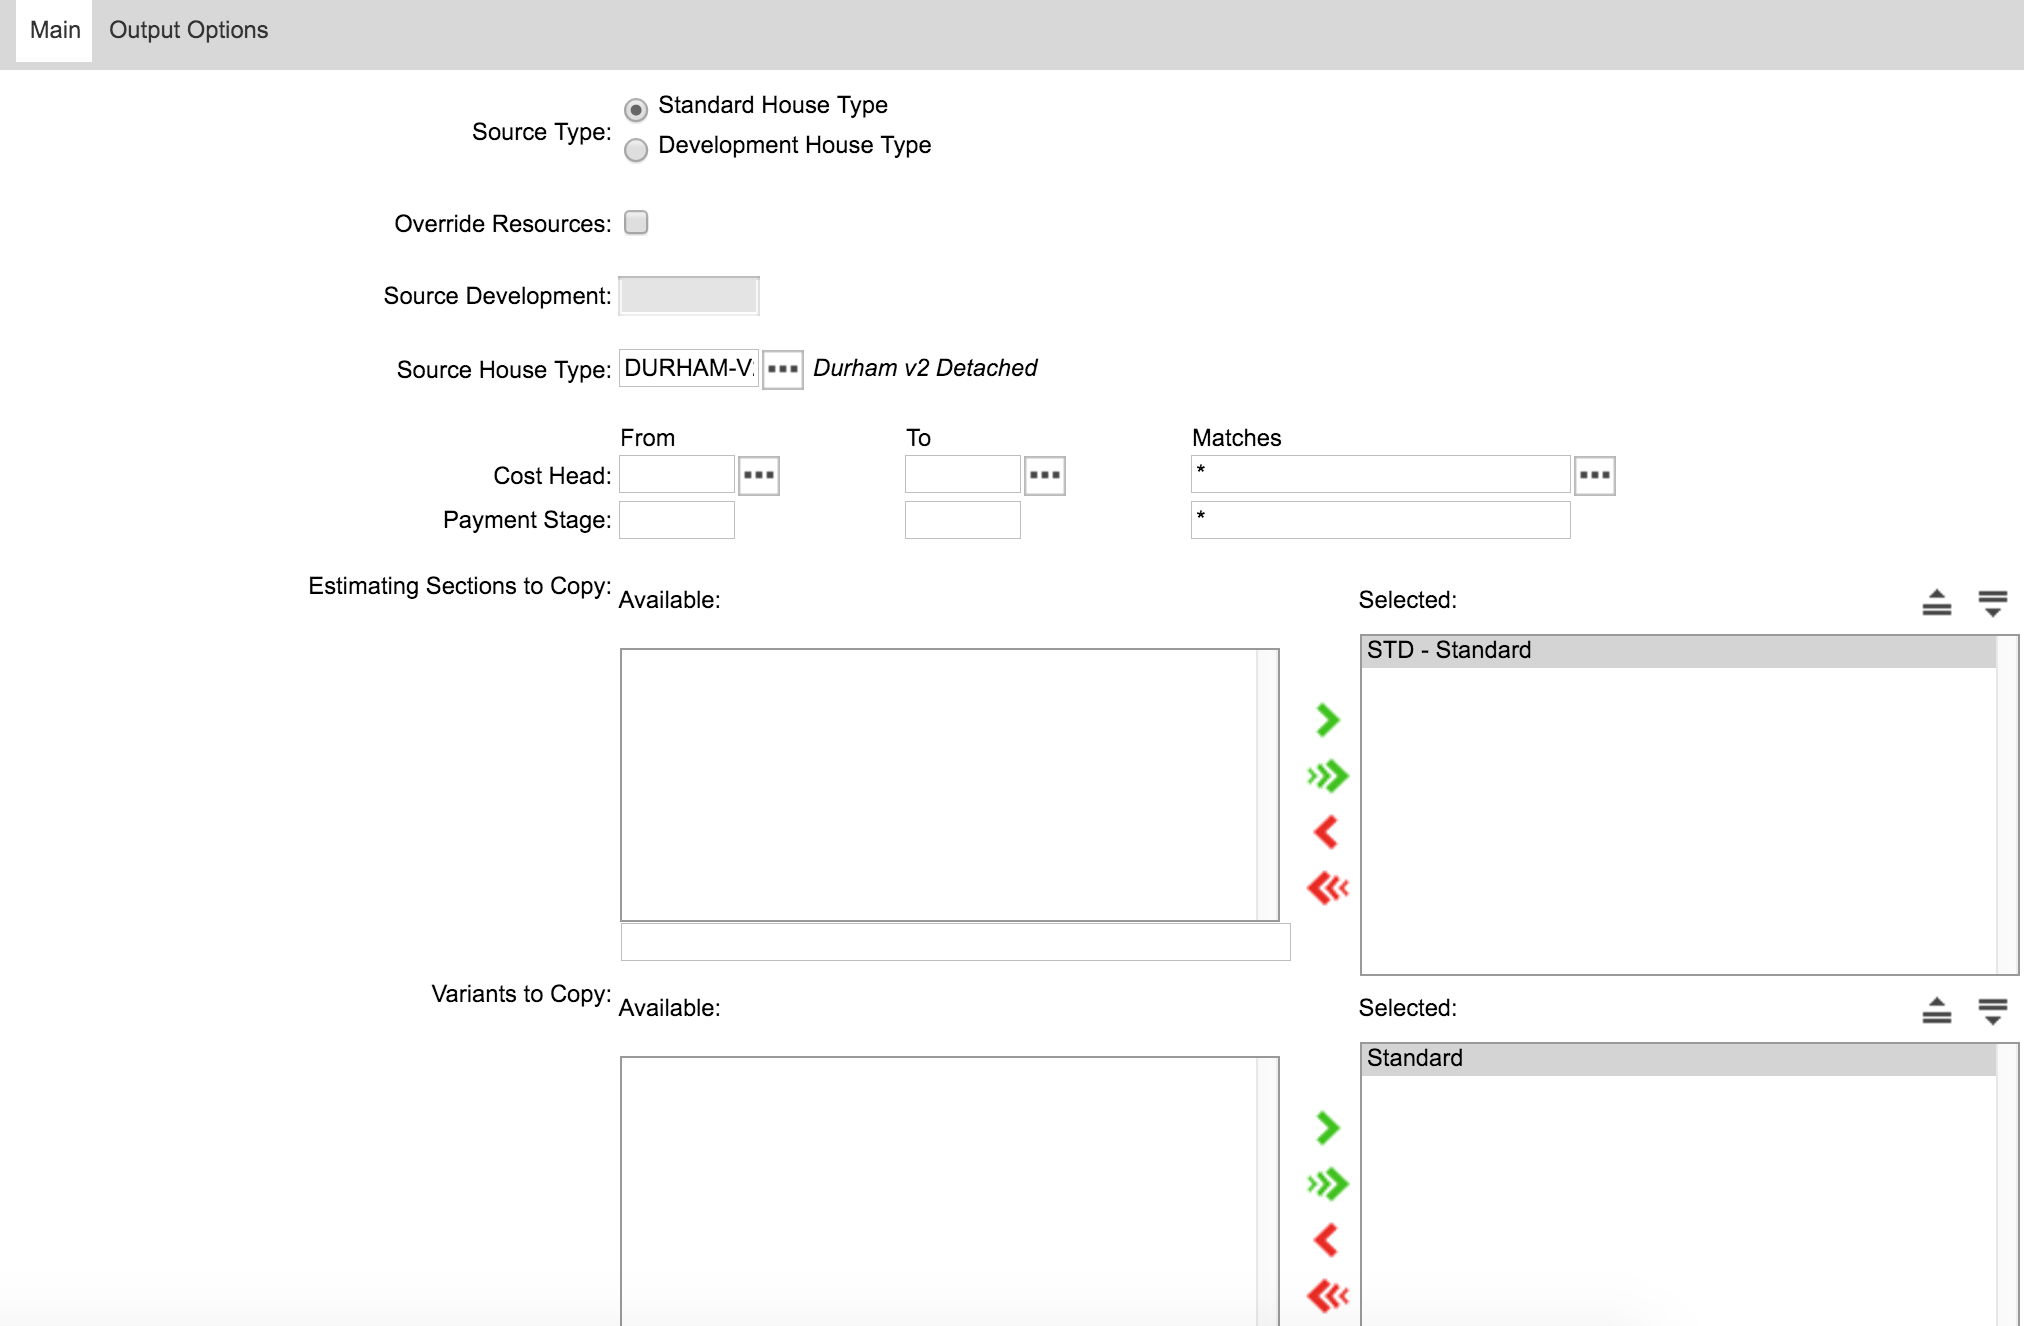 Main Output Options
Source Type: Standard House Type
Development House Type
Override Resources:
Source Development:
Source House Type: DURHAM-V Durham v2 Detached
From To Matches
Cost Head: *
Payment Stage: *
Estimating Sections to Copy: Available: Selected:
STD - Standard
Variants to Copy: Available: Selected:
Standard